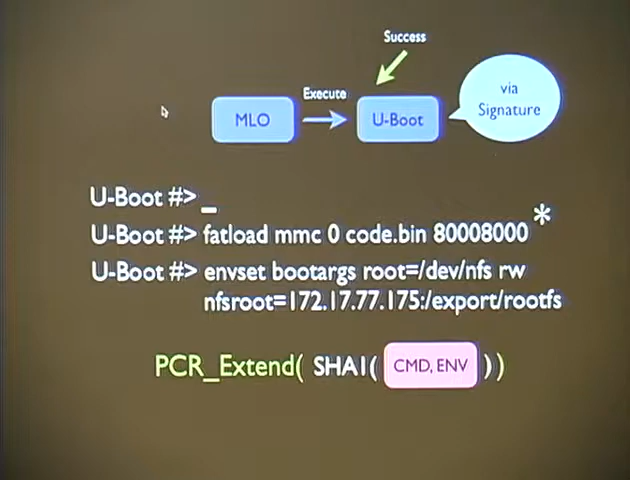 Success
Execute
MLO
U-Boot
via
Signature
U-Boot #> _
U-Boot #> fatload mmc 0 code.bin 80008000 *
U-Boot #> envset bootargs root=/dev/nfs rw
nfsroot=172.17.77.175:/export/rootfs
PCR_Extend( SHA1( CMD, ENV ) )